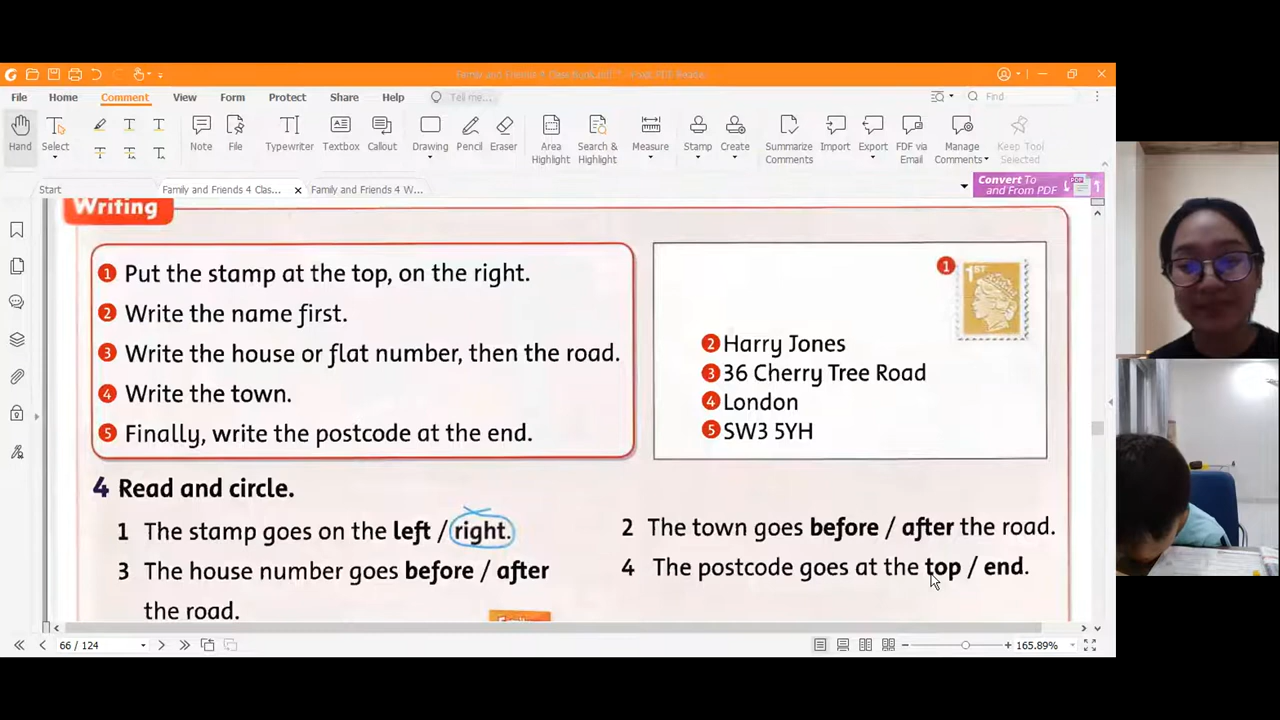 File Home Comment View Form Protect Share Help Tell me... Find
Hand Select Note File Typewriter Textbox Callout Drawing Pencil Eraser Area Highlight Search & Highlight Measure Stamp Create Summarize Comments Import Export FDF via Email Manage Comments Keep Tool Selected
Start Family and Friends 4 Clas... Family and Friends 4 W... Convert To and From PDF
Writing
1 Put the stamp at the top, on the right.
2 Write the name first.
3 Write the house or flat number, then the road.
4 Write the town.
5 Finally, write the postcode at the end.
1 1ST
2 Harry Jones
3 36 Cherry Tree Road
4 London
5 SW3 5YH
4 Read and circle.
1 The stamp goes on the left / right.
2 The town goes before / after the road.
3 The house number goes before / after
the road.
4 The postcode goes at the top / end.
66 / 124 165.89%